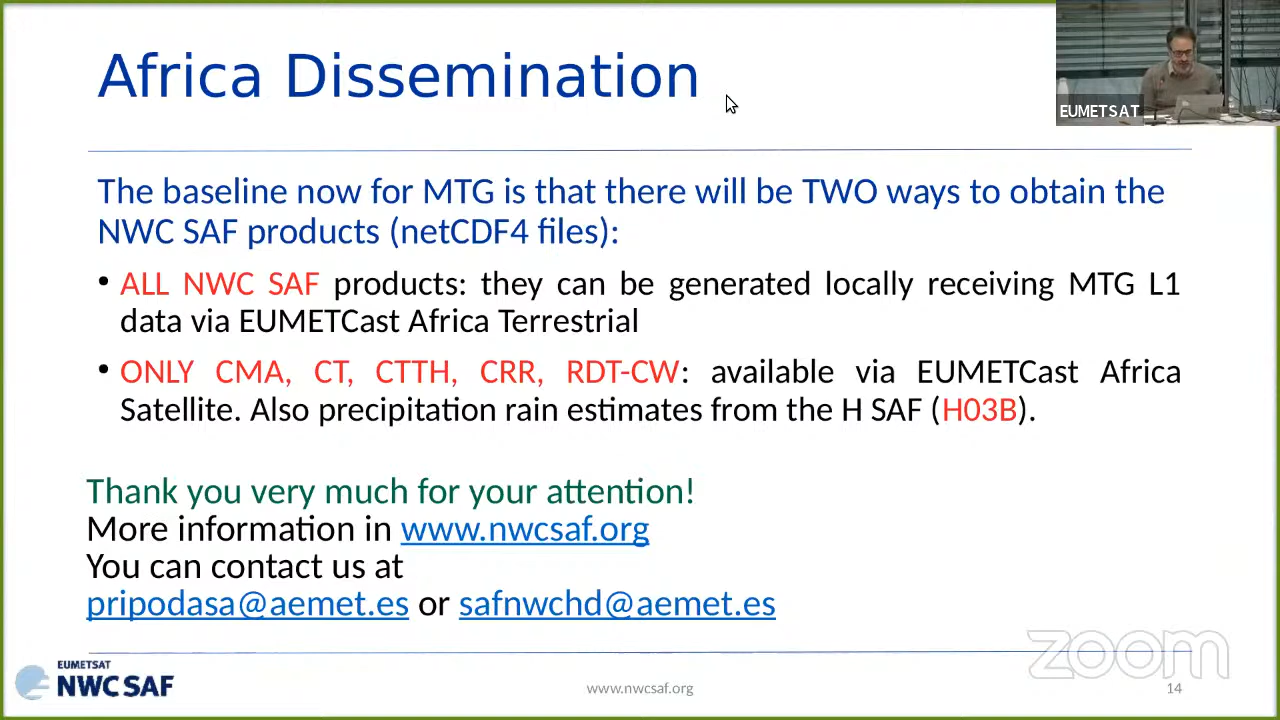 Africa Dissemination
EUMETSAT
The baseline now for MTG is that there will be TWO ways to obtain the
NWC SAF products (netCDF4 files):
• ALL NWC SAF products: they can be generated locally receiving MTG L1
data via EUMETCast Africa Terrestrial
• ONLY CMA, CT, CTTH, CRR, RDT-CW: available via EUMETCast Africa
Satellite. Also precipitation rain estimates from the H SAF (H03B).
Thank you very much for your attention!
More information in www.nwcsaf.org
You can contact us at
pripodasa@aemet.es or safnwchd@aemet.es
zoom
EUMETSAT
NWC SAF
www.nwcsaf.org
14